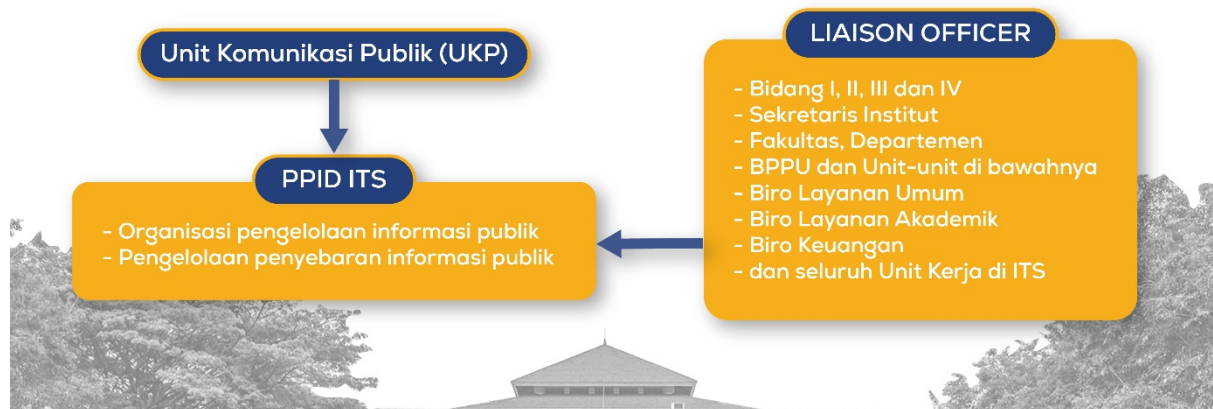 Unit Komunikasi Publik (UKP)
PPID ITS
- Organisasi pengelolaan informasi publik
- Pengelolaan penyebaran informasi publik
LIAISON OFFICER
- Bidang I, II, III dan IV
- Sekretaris Institut
- Fakultas, Departemen
- BPPU dan Unit-unit di bawahnya
- Biro Layanan Umum
- Biro Layanan Akademik
- Biro Keuangan
- dan seluruh Unit Kerja di ITS